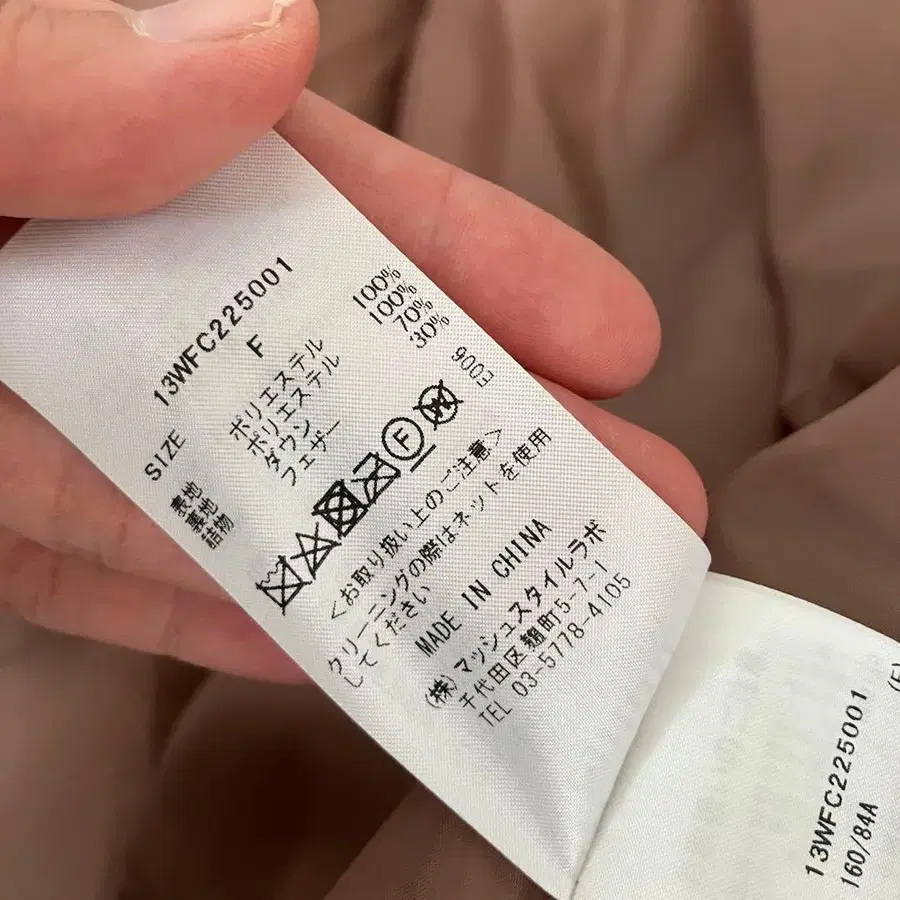 13WFC225001
SIZE F
表地 ポリエステル 100%
裏地 ポリエステル 100%
詰物 ダウン 70%
フェザー 30%
F
W
E006
<お取り扱い上のご注意>
クリーニングの際はネットを使用
してください
MADE IN CHINA
(株)マッシュスタイルラボ
千代田区麹町5-7-1
TEL 03-5778-4105
13WFC225001
160/84A